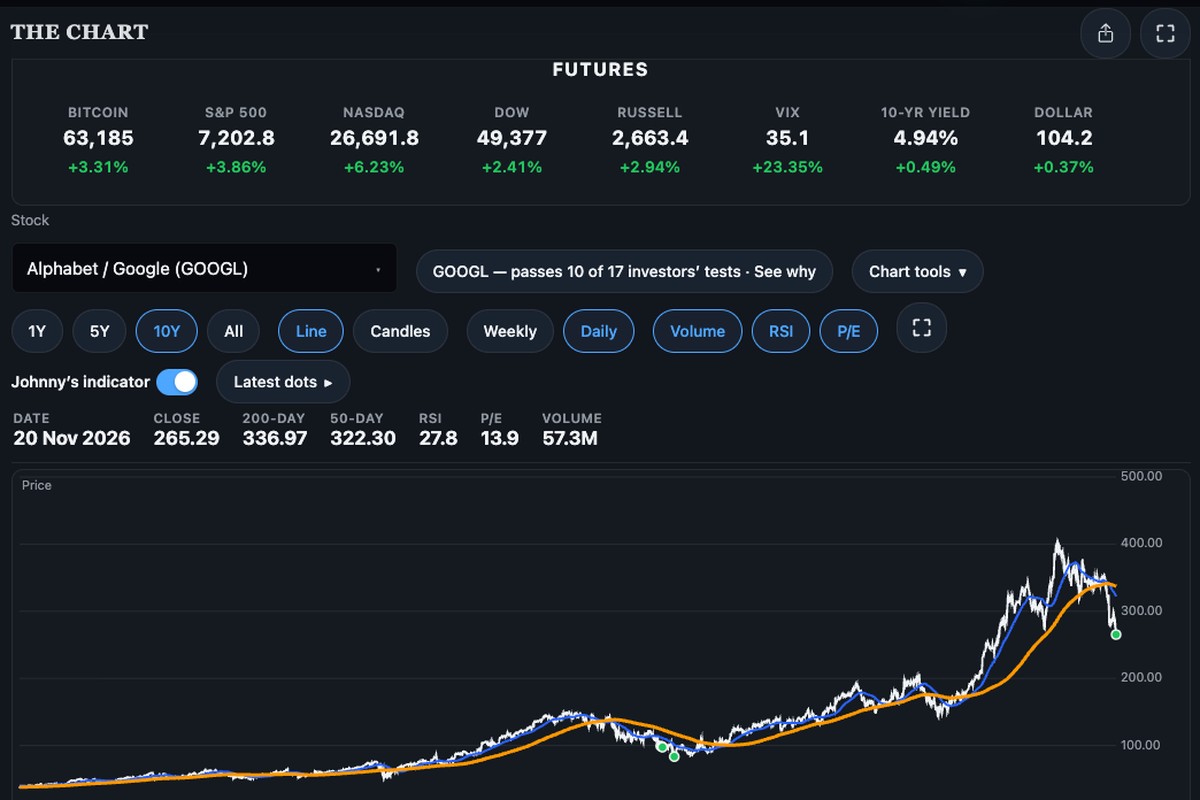 THE CHART
FUTURES
BITCOIN S&P 500 NASDAQ DOW RUSSELL VIX 10-YR YIELD DOLLAR
63,185 7,202.8 26,691.8 49,377 2,663.4 35.1 4.94% 104.2
+3.31% +3.86% +6.23% +2.41% +2.94% +23.35% +0.49% +0.37%
Stock
Alphabet / Google (GOOGL) GOOGL — passes 10 of 17 investors’ tests · See why Chart tools ▾
1Y 5Y 10Y All Line Candles Weekly Daily Volume RSI P/E
Johnny’s indicator Latest dots ▸
DATE CLOSE 200-DAY 50-DAY RSI P/E VOLUME
20 Nov 2026 265.29 336.97 322.30 27.8 13.9 57.3M
Price 500.00
400.00
300.00
200.00
100.00